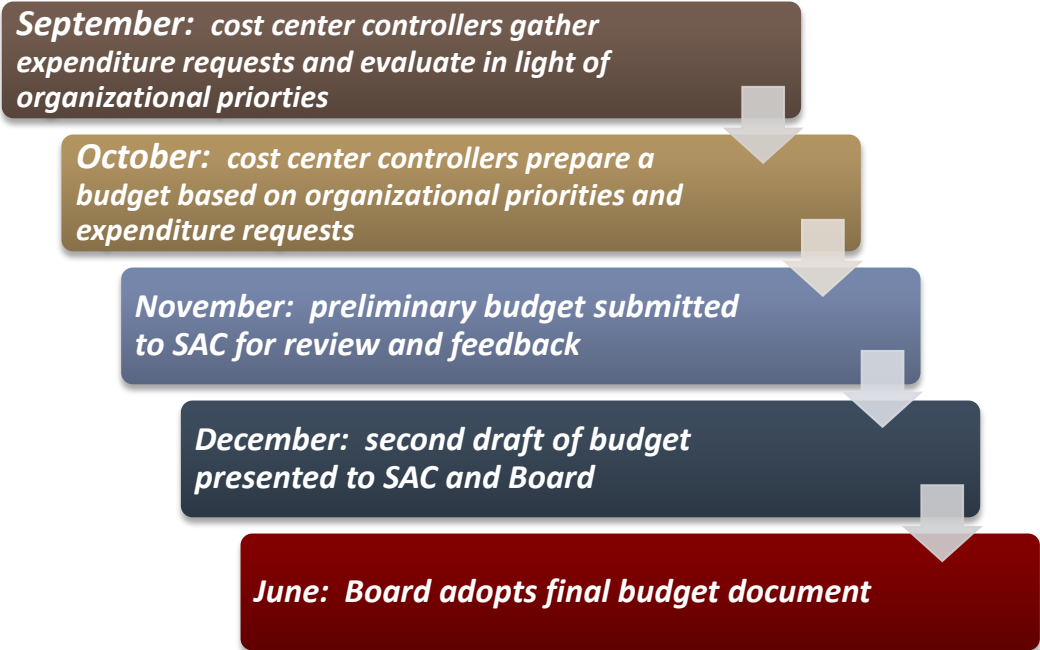 September:  cost center controllers gather
expenditure requests and evaluate in light of
organizational priorties
October:  cost center controllers prepare a
budget based on organizational priorities and
expenditure requests
November:  preliminary budget submitted
to SAC for review and feedback
December:  second draft of budget
presented to SAC and Board
June:  Board adopts final budget document